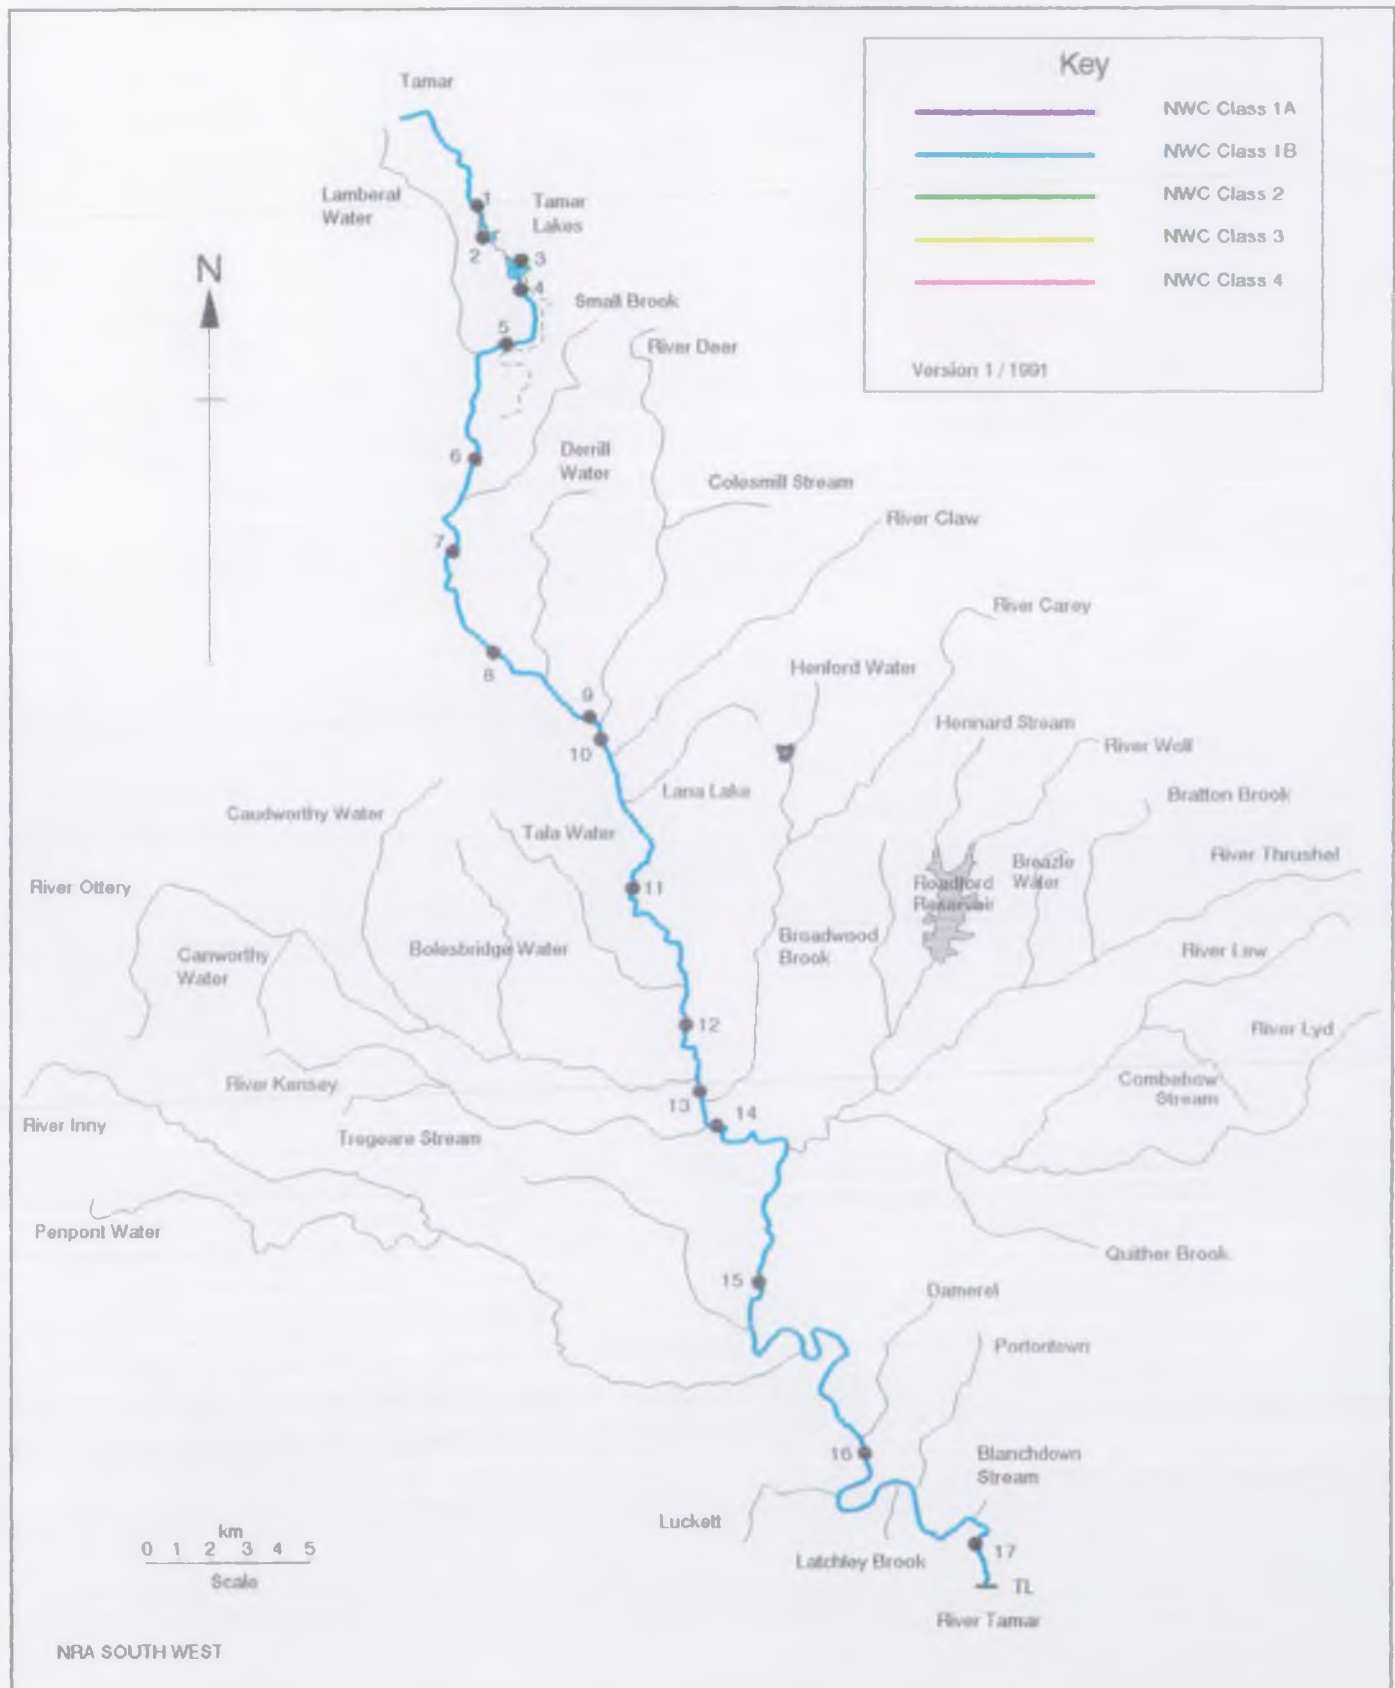 Key
NWC Class 1A
NWC Class 1B
NWC Class 2
NWC Class 3
NWC Class 4
Version 1 / 1991
Tamar
Lamberal
Water
1
Tamar
Lakes
2
3
4
N
Small Brook
5
River Deer
6
Derrill
Water
Colesmill Stream
River Claw
7
River Carey
8
Henford Water
9
10
Hennard Stream
River Wolf
Lana Lake
Bratton Brook
Caudworthy Water
Tala Water
River Thrushel
Breazle
Water
River Ottery
11
Roadford
Reservoir
Canworthy
Water
Bolesbridge Water
Broadwood
Brook
River Lew
12
River Lyd
River Kensey
Combebow
Stream
13
14
River Inny
Tregeare Stream
Penpont Water
Quither Brook
15
Damerel
Portontown
16
Blanchdown
Stream
Luckett
Latchley Brook
17
TL
River Tamar
km
0 1 2 3 4 5
Scale
NRA SOUTH WEST